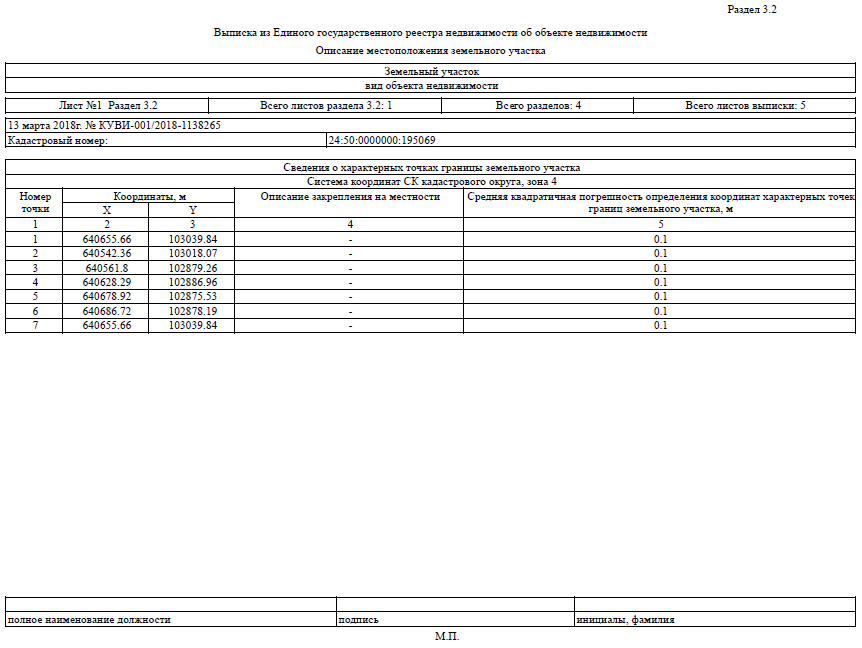 Раздел 3.2
Выписка из Единого государственного реестра недвижимости об объекте недвижимости
Описание местоположения земельного участка
Земельный участок
вид объекта недвижимости
Лист №1 Раздел 3.2 Всего листов раздела 3.2: 1 Всего разделов: 4 Всего листов выписки: 5
13 марта 2018г. № КУВИ-001/2018-1138265
Кадастровый номер: 24:50:0000000:195069
Сведения о характерных точках границы земельного участка
Система координат СК кадастрового округа, зона 4
Номер точки Координаты, м Описание закрепления на местности Средняя квадратичная погрешность определения координат характерных точек границ земельного участка, м
X Y
1 2 3 4 5
1 640655.66 103039.84 - 0.1
2 640542.36 103018.07 - 0.1
3 640561.8 102879.26 - 0.1
4 640628.29 102886.96 - 0.1
5 640678.92 102875.53 - 0.1
6 640686.72 102878.19 - 0.1
7 640655.66 103039.84 - 0.1
полное наименование должности подпись инициалы, фамилия
М.П.